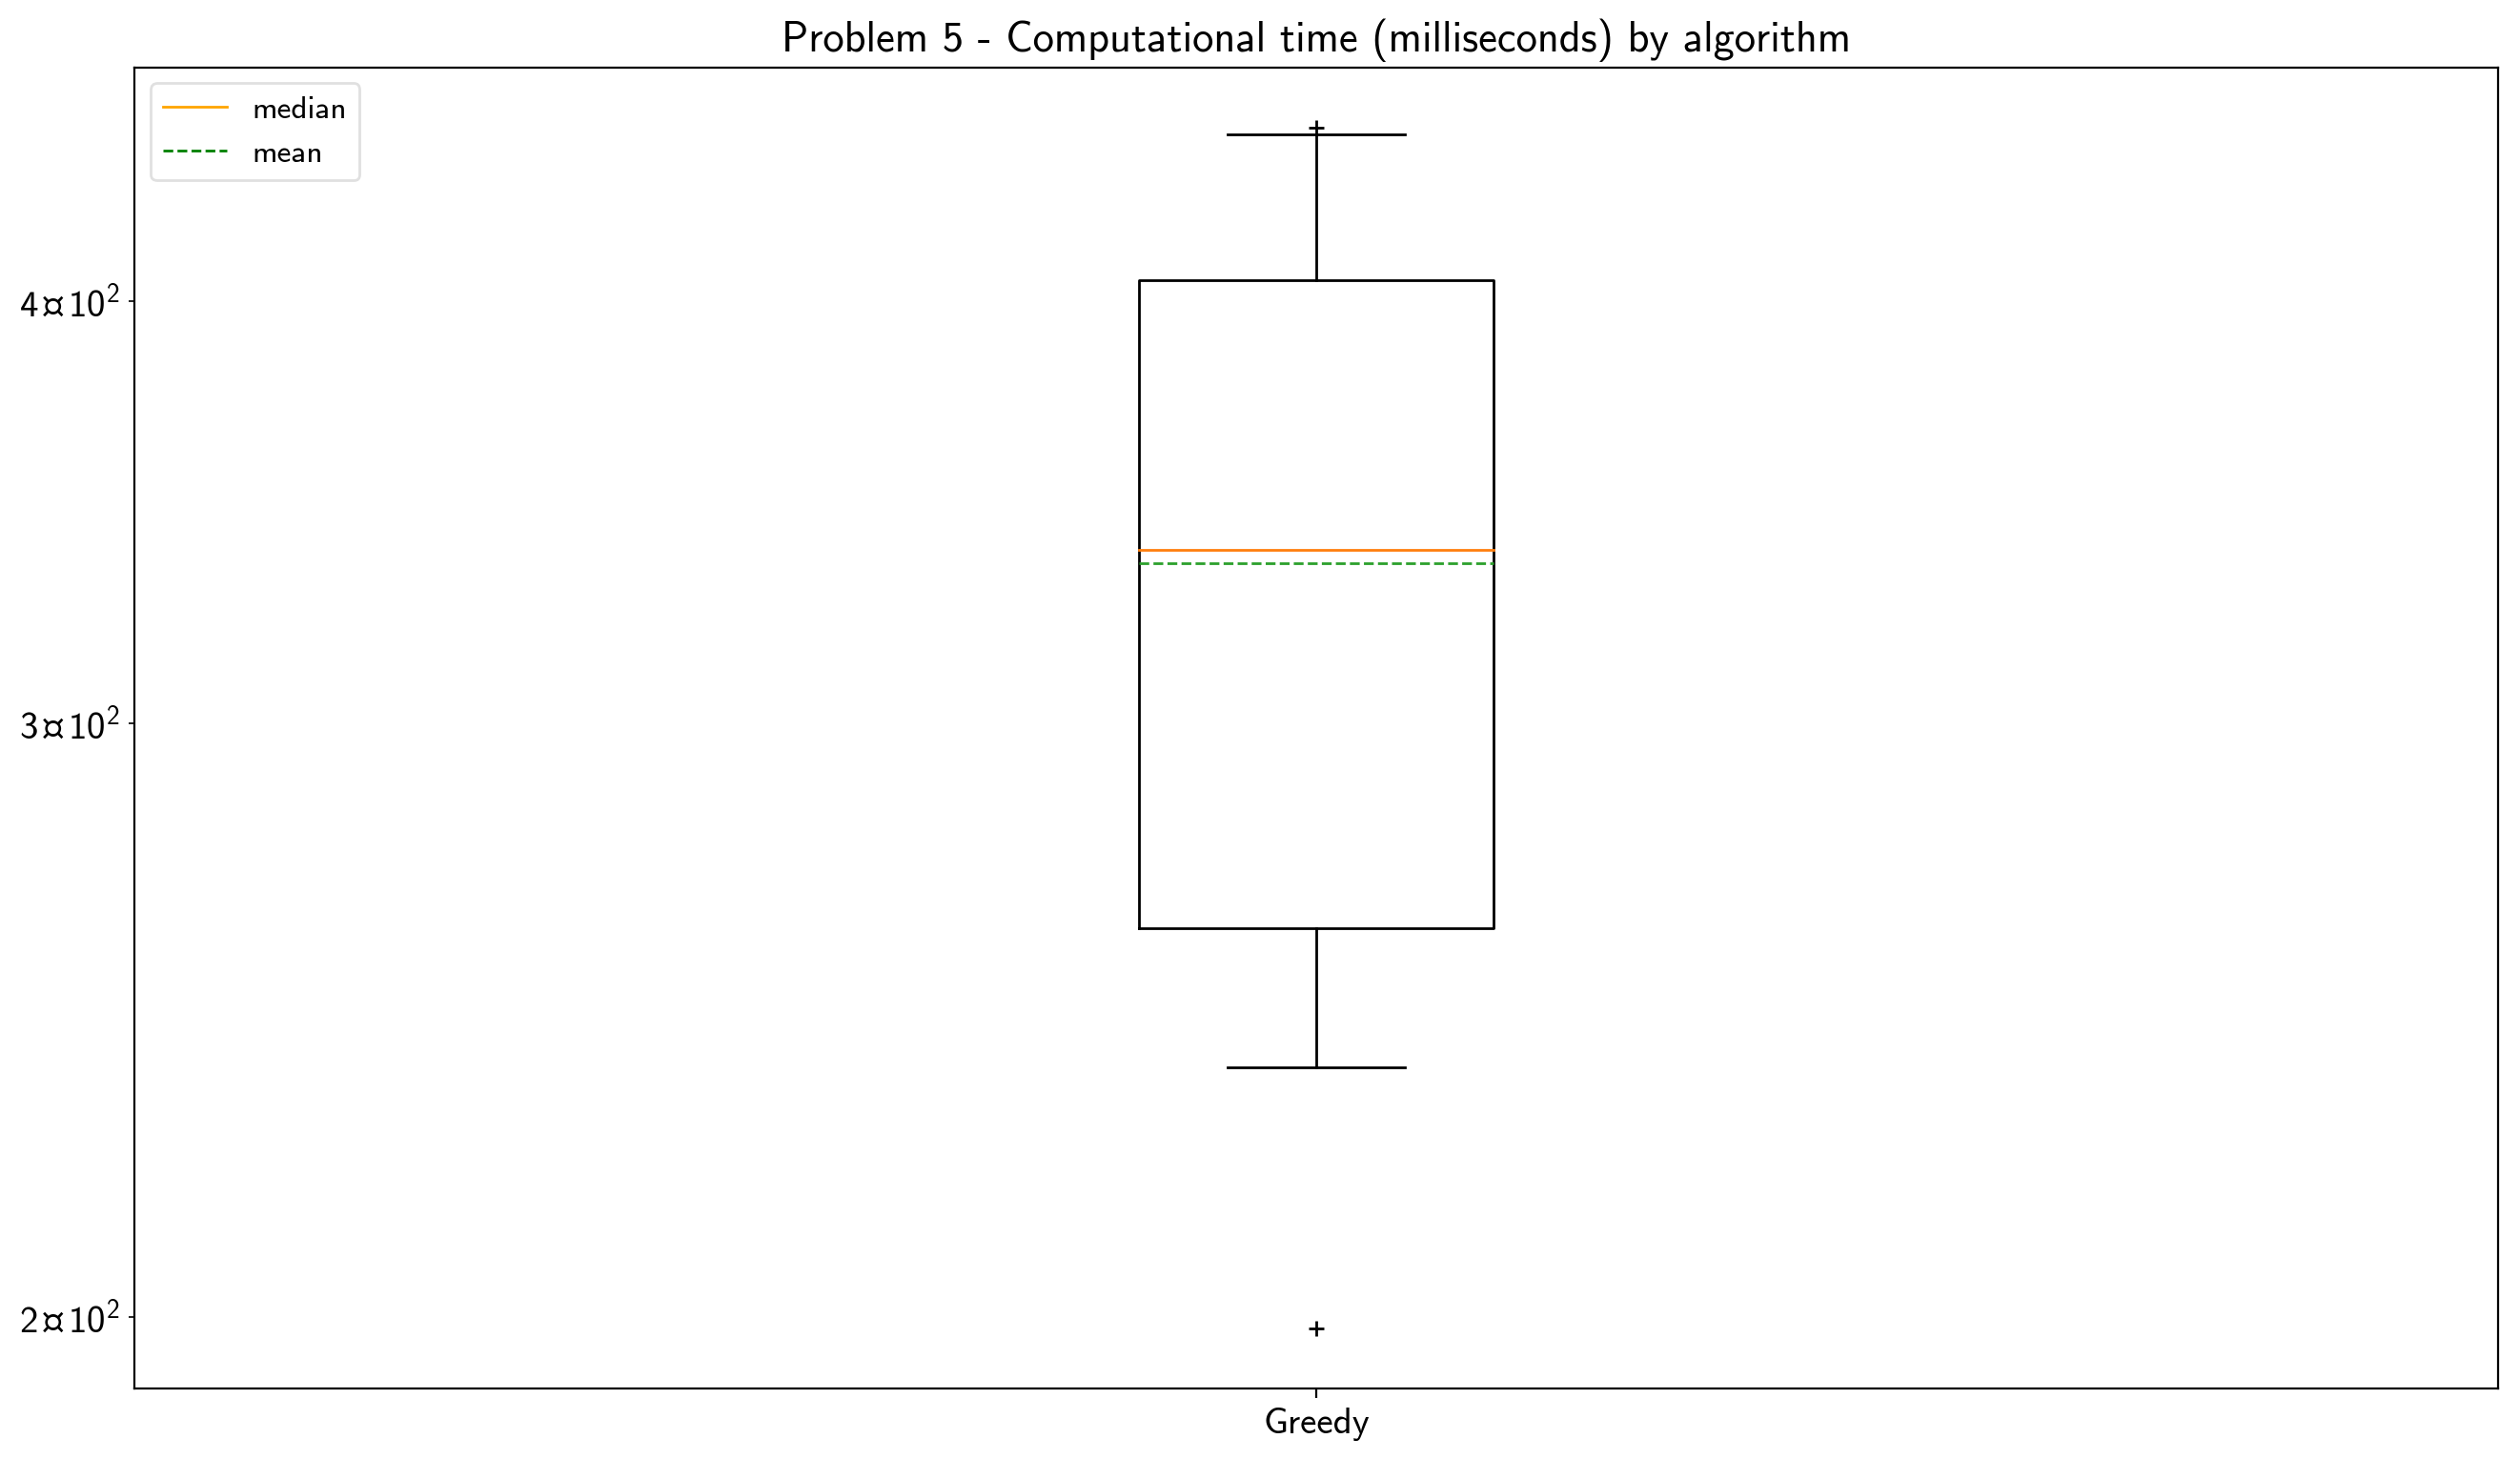 Problem 5 - Computational time (milliseconds) by algorithm
median
mean
4¤10²
3¤10²
2¤10²
Greedy